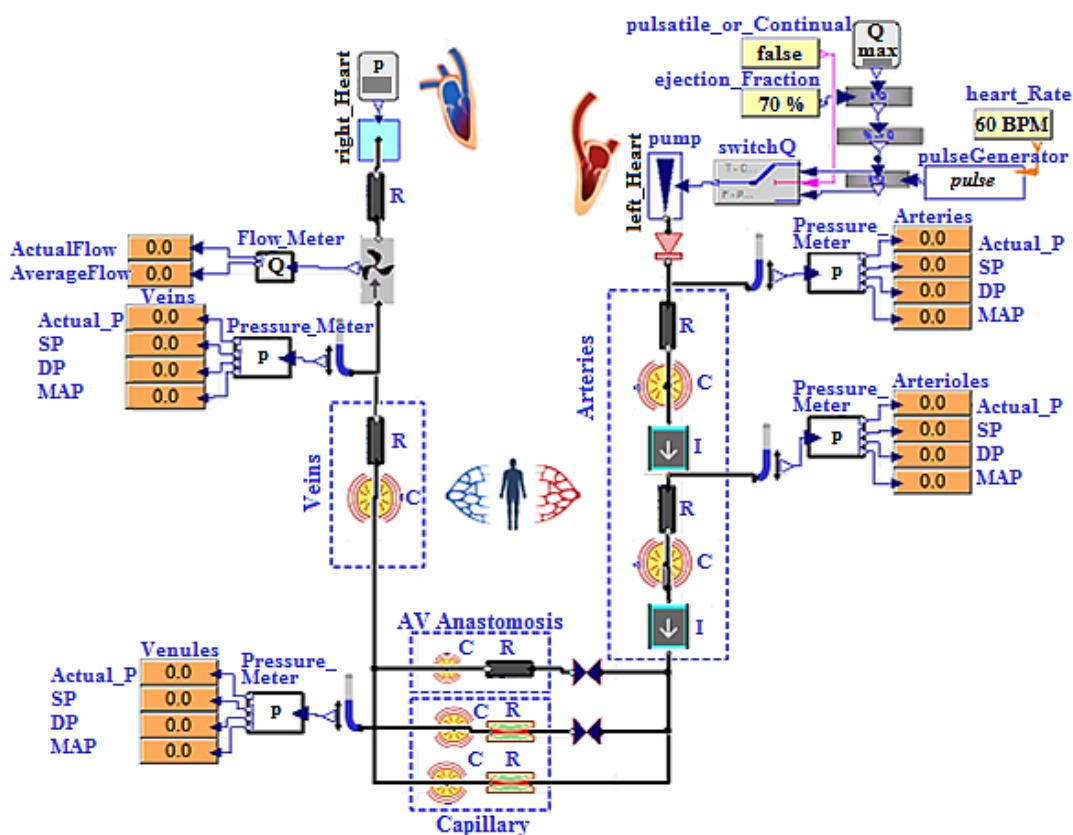 pulsatile_or_Continual
false
Q
max
ejection_Fraction
70 %
heart_Rate
60 BPM
pulseGenerator
pulse
switchQ
pump
left_Heart
p
right_Heart
R
ActualFlow
0.0
AverageFlow
0.0
Flow_Meter
Q
Veins
Actual_P
0.0
SP
0.0
DP
0.0
MAP
0.0
Pressure_Meter
p
Pressure_
Meter
p
Arteries
0.0
Actual_P
0.0
SP
0.0
DP
0.0
MAP
Arteries
R
C
I
R
C
I
Pressure_
Meter
p
Arterioles
0.0
Actual_P
0.0
SP
0.0
DP
0.0
MAP
Veins
R
C
AV Anastomosis
C
R
C
R
C
R
Capillary
Venules
Actual_P
0.0
SP
0.0
DP
0.0
MAP
0.0
Pressure_
Meter
p